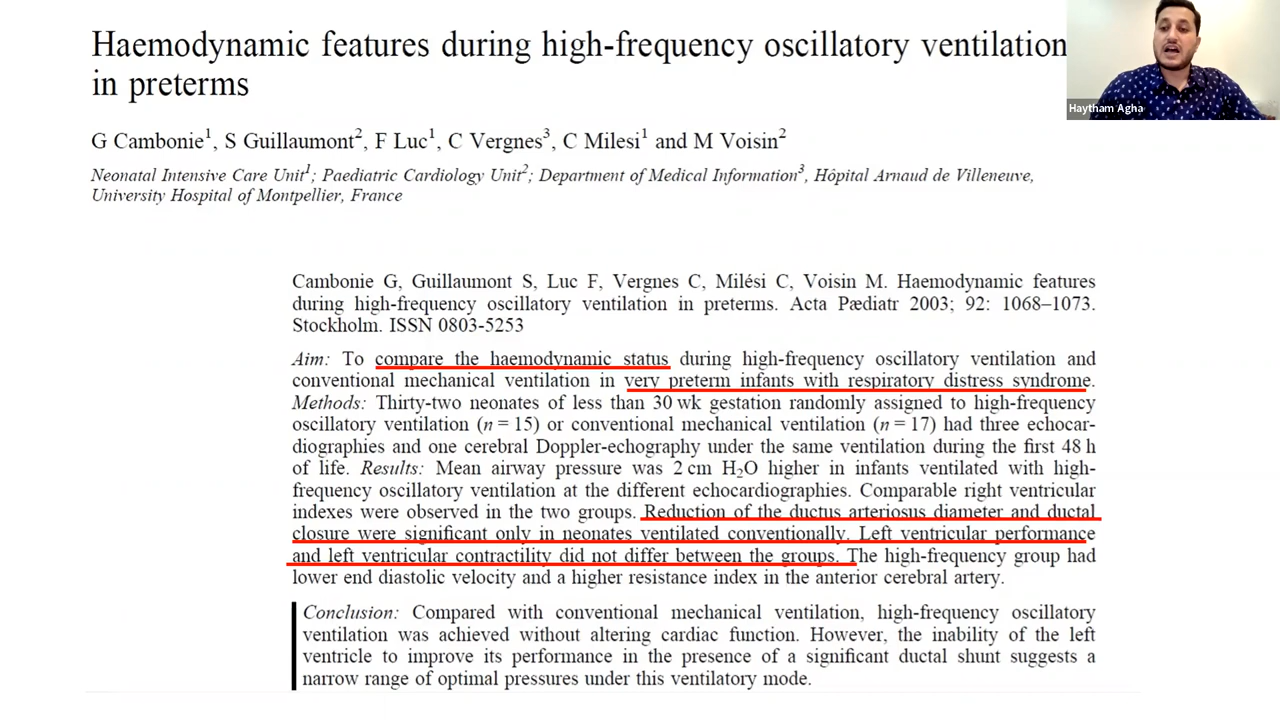 Haemodynamic features during high-frequency oscillatory ventilation
in preterms
Haytham Agha
G Cambonie1, S Guillaumont2, F Luc1, C Vergnes3, C Milesi1 and M Voisin2
Neonatal Intensive Care Unit1; Paediatric Cardiology Unit2; Department of Medical Information3, Hôpital Arnaud de Villeneuve,
University Hospital of Montpellier, France
Cambonie G, Guillaumont S, Luc F, Vergnes C, Milési C, Voisin M. Haemodynamic features
during high-frequency oscillatory ventilation in preterms. Acta Pædiatr 2003; 92: 1068–1073.
Stockholm. ISSN 0803-5253
Aim: To compare the haemodynamic status during high-frequency oscillatory ventilation and
conventional mechanical ventilation in very preterm infants with respiratory distress syndrome.
Methods: Thirty-two neonates of less than 30 wk gestation randomly assigned to high-frequency
oscillatory ventilation (n = 15) or conventional mechanical ventilation (n = 17) had three echocar-
diographies and one cerebral Doppler-echography under the same ventilation during the first 48 h
of life. Results: Mean airway pressure was 2 cm H2O higher in infants ventilated with high-
frequency oscillatory ventilation at the different echocardiographies. Comparable right ventricular
indexes were observed in the two groups. Reduction of the ductus arteriosus diameter and ductal
closure were significant only in neonates ventilated conventionally. Left ventricular performance
and left ventricular contractility did not differ between the groups. The high-frequency group had
lower end diastolic velocity and a higher resistance index in the anterior cerebral artery.
Conclusion: Compared with conventional mechanical ventilation, high-frequency oscillatory
ventilation was achieved without altering cardiac function. However, the inability of the left
ventricle to improve its performance in the presence of a significant ductal shunt suggests a
narrow range of optimal pressures under this ventilatory mode.